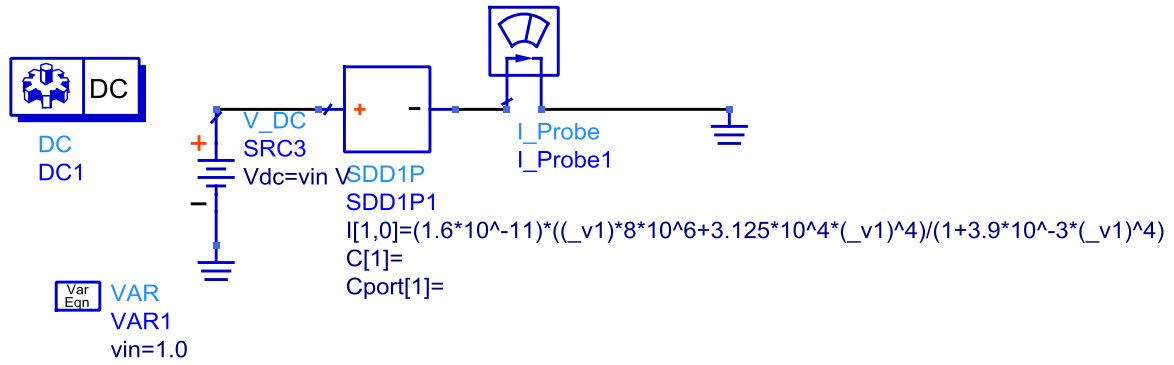 DC
DC
DC1
+
V_DC
SRC3
Vdc=vin V
−
+
−
SDD1P
SDD1P1
I[1,0]=(1.6*10^-11)*((_v1)*8*10^6+3.125*10^4*(_v1)^4)/(1+3.9*10^-3*(_v1)^4)
C[1]=
Cport[1]=
I_Probe
I_Probe1
Var
Eqn
VAR
VAR1
vin=1.0